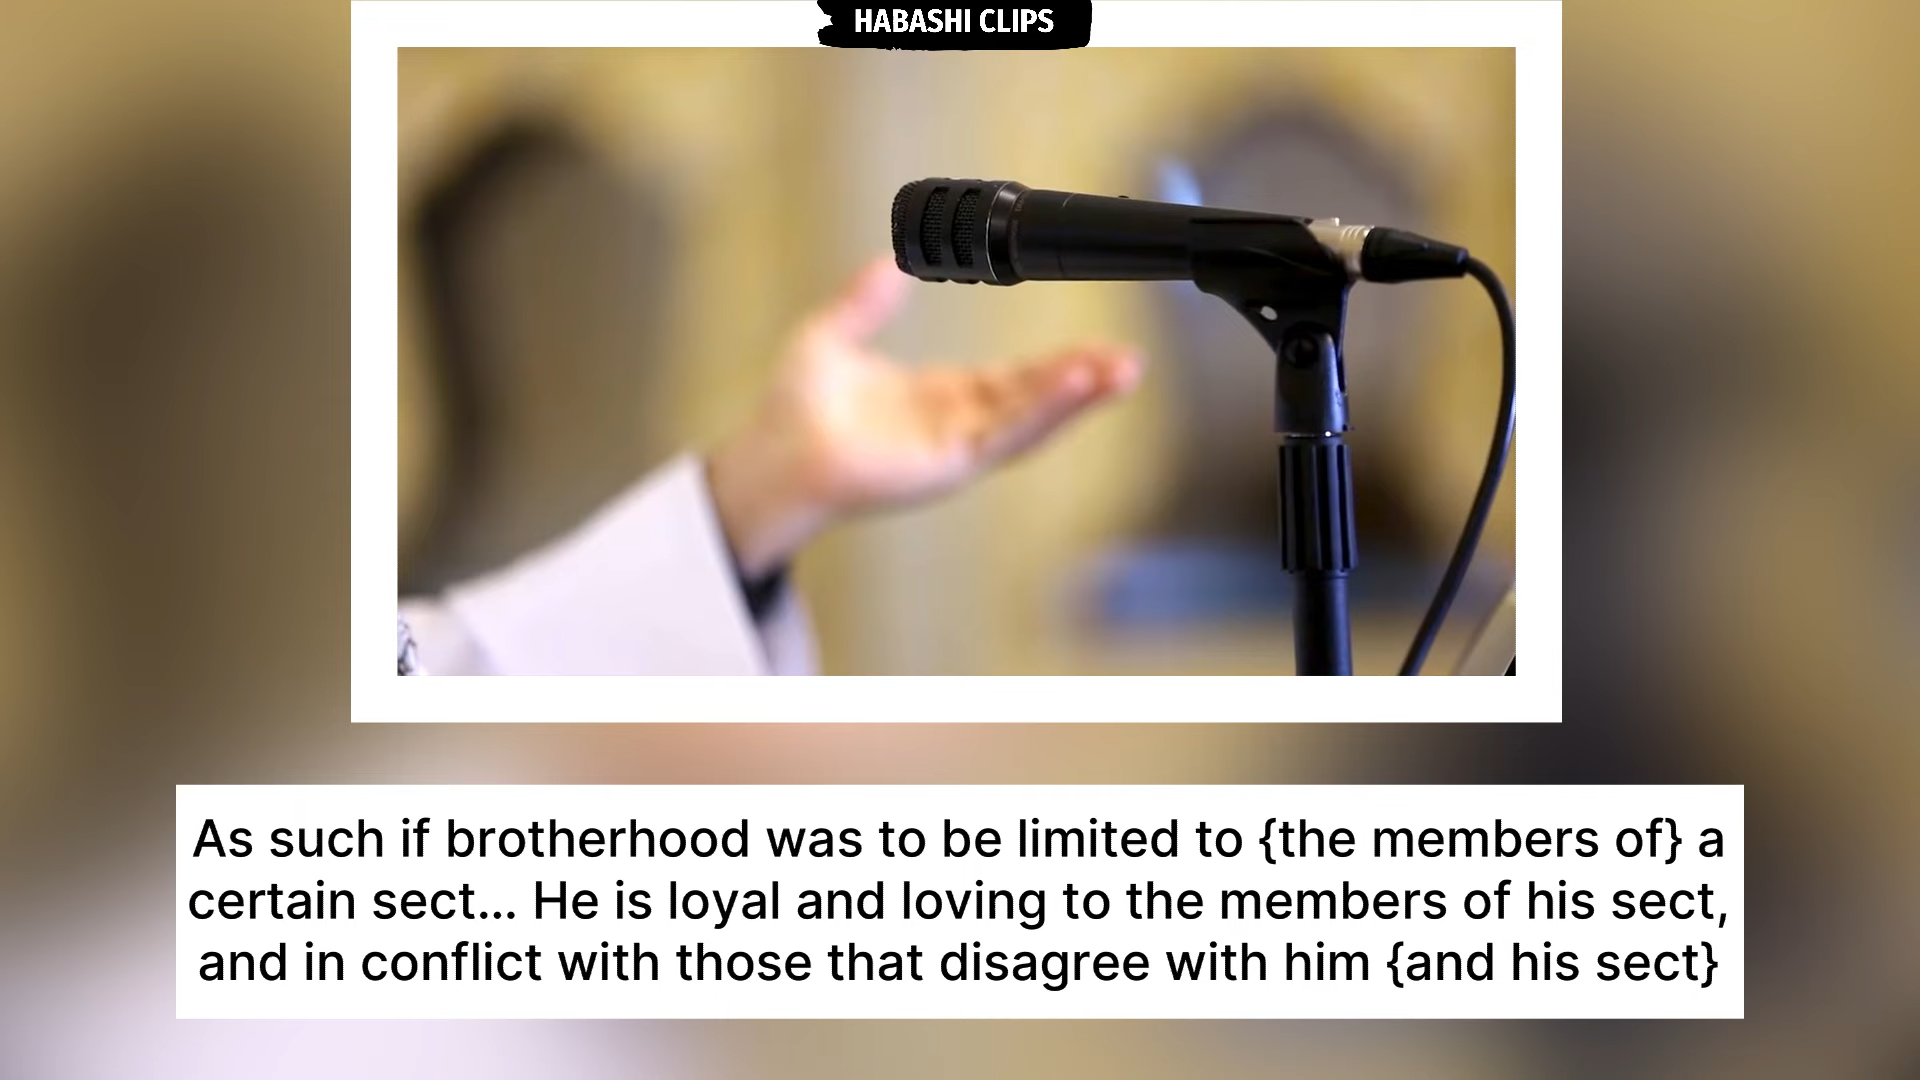 HABASHI CLIPS
As such if brotherhood was to be limited to {the members of} a
certain sect... He is loyal and loving to the members of his sect,
and in conflict with those that disagree with him {and his sect}